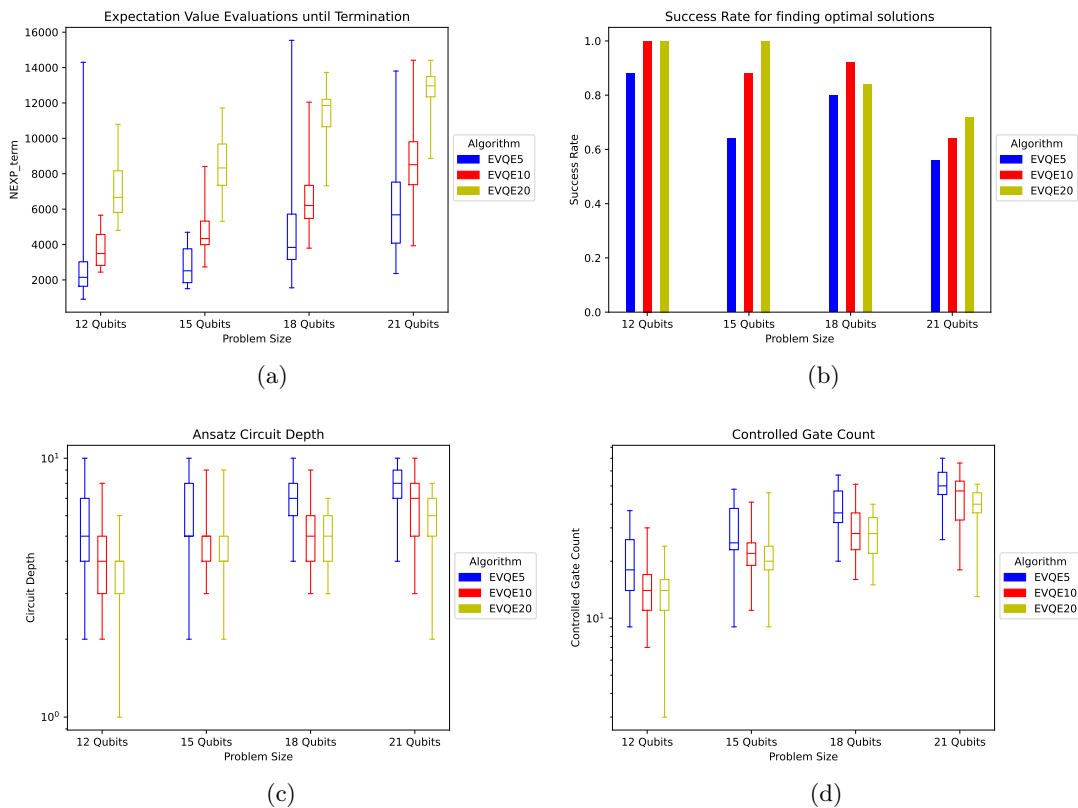 Expectation Value Evaluations until Termination
16000
14000
12000
10000
8000
6000
4000
2000
NEXP_term
12 Qubits
15 Qubits
18 Qubits
21 Qubits
Problem Size
Algorithm
EVQE5
EVQE10
EVQE20
(a)
Success Rate for finding optimal solutions
1.0
0.8
0.6
0.4
0.2
0.0
Success Rate
12 Qubits
15 Qubits
18 Qubits
21 Qubits
Problem Size
Algorithm
EVQE5
EVQE10
EVQE20
(b)
Ansatz Circuit Depth
10¹
10⁰
Circuit Depth
12 Qubits
15 Qubits
18 Qubits
21 Qubits
Problem Size
Algorithm
EVQE5
EVQE10
EVQE20
(c)
Controlled Gate Count
10¹
Controlled Gate Count
12 Qubits
15 Qubits
18 Qubits
21 Qubits
Problem Size
Algorithm
EVQE5
EVQE10
EVQE20
(d)